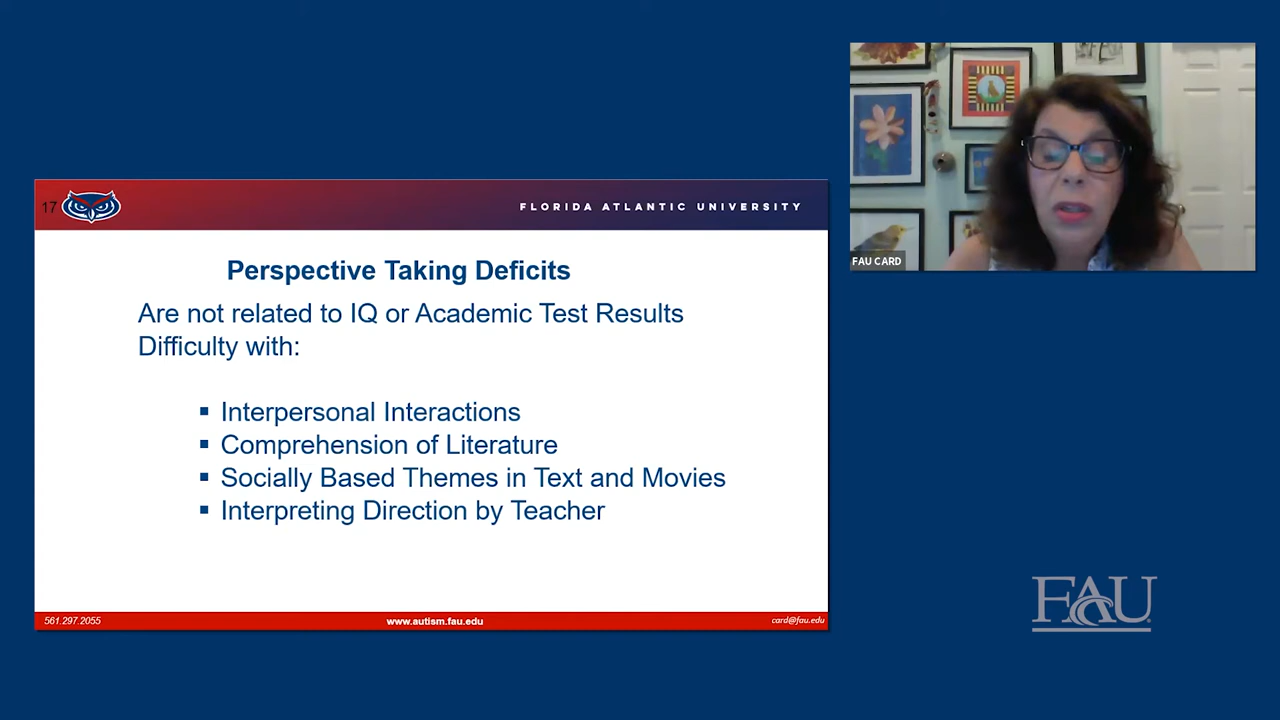 FAU CARD
17
FLORIDA ATLANTIC UNIVERSITY
Perspective Taking Deficits
Are not related to IQ or Academic Test Results
Difficulty with:
▪ Interpersonal Interactions
▪ Comprehension of Literature
▪ Socially Based Themes in Text and Movies
▪ Interpreting Direction by Teacher
561.297.2055
www.autism.fau.edu
card@fau.edu
FAU